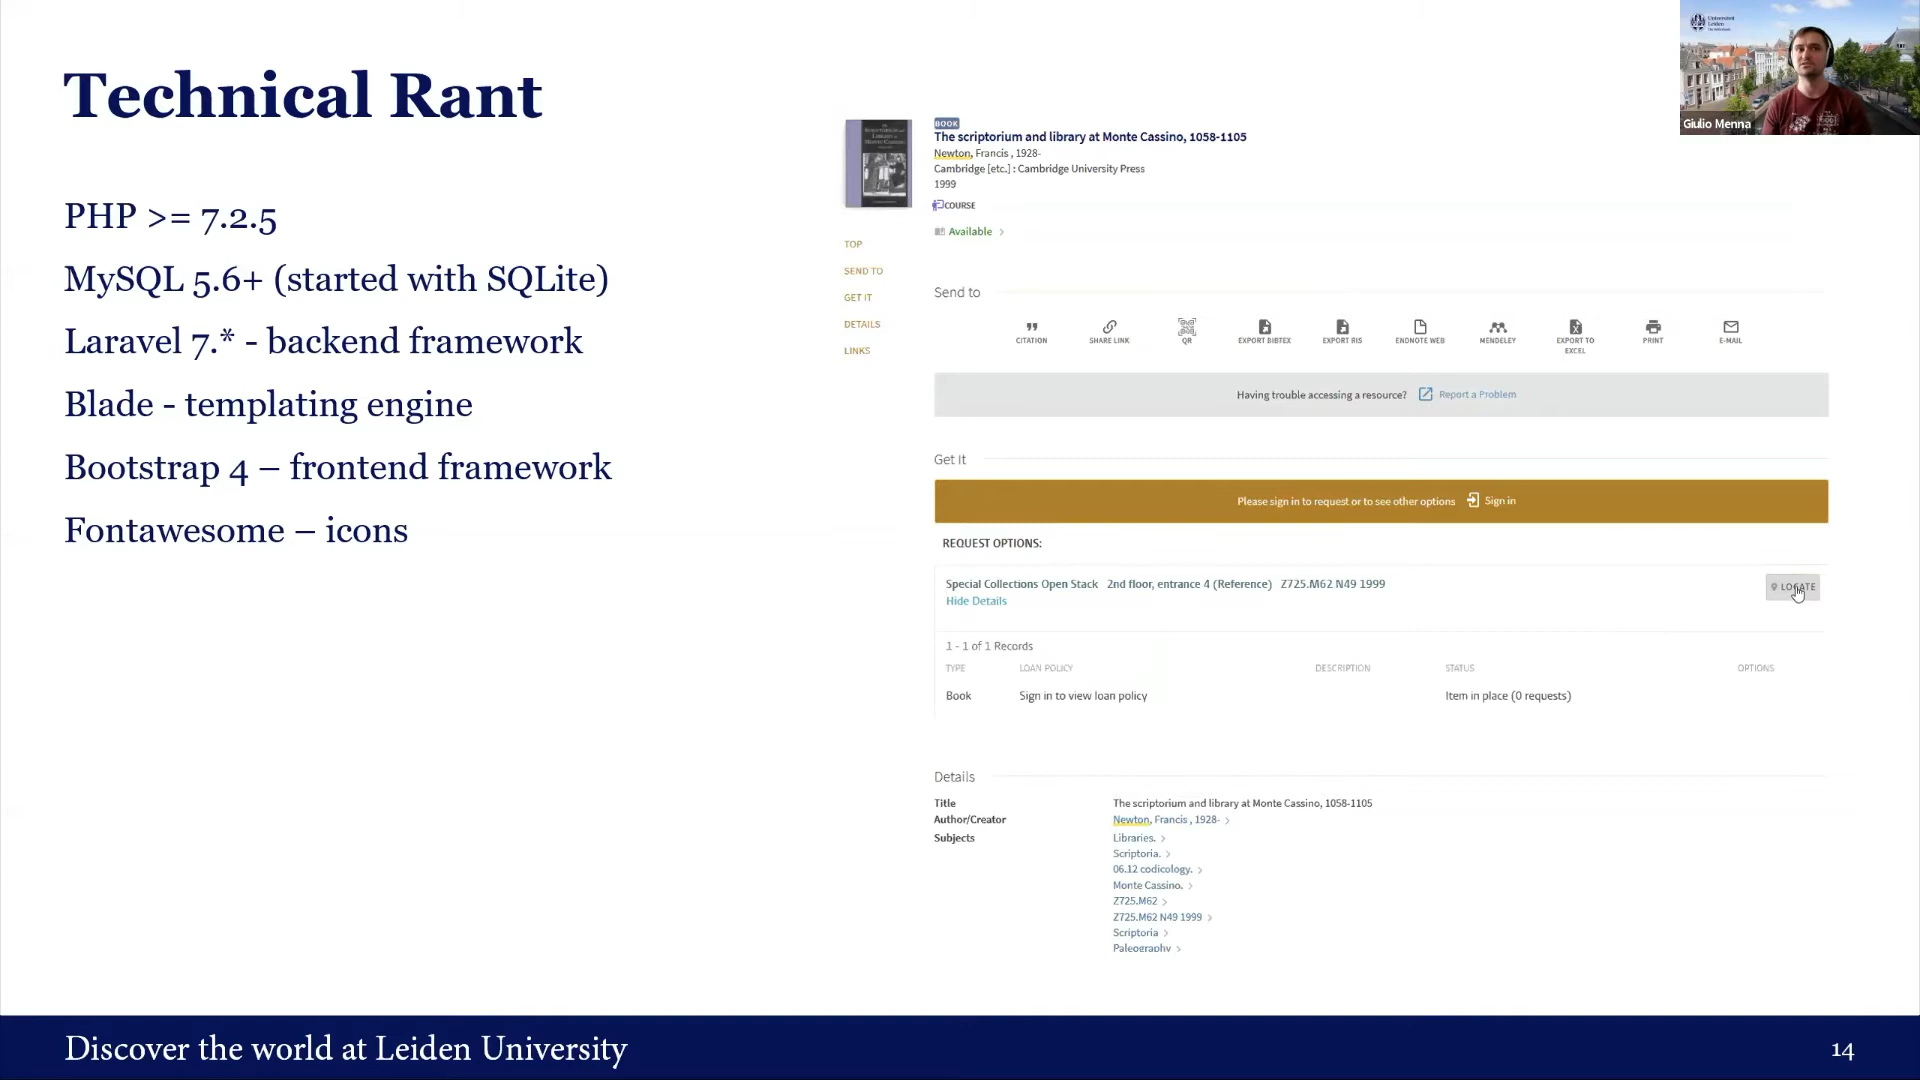 Technical Rant
PHP >= 7.2.5
MySQL 5.6+ (started with SQLite)
Laravel 7.* - backend framework
Blade - templating engine
Bootstrap 4 – frontend framework
Fontawesome – icons
Universiteit
Leiden
Giulio Menna
BOOK
The scriptorium and library at Monte Cassino, 1058-1105
Newton, Francis , 1928-
Cambridge [etc.] : Cambridge University Press
1999
COURSE
Available
TOP
SEND TO
GET IT
DETAILS
LINKS
Send to
CITATION
SHARE LINK
QR
EXPORT BIBTEX
EXPORT RIS
ENDNOTE WEB
MENDELEY
EXPORT TO
EXCEL
PRINT
E-MAIL
Having trouble accessing a resource? Report a Problem
Get it
Please sign in to request or to see other options Sign in
REQUEST OPTIONS:
Special Collections Open Stack 2nd floor, entrance 4 (Reference) Z725.M62 N49 1999
LOCATE
Hide Details
1 - 1 of 1 Records
TYPE LOAN POLICY DESCRIPTION STATUS OPTIONS
Book Sign in to view loan policy Item in place (0 requests)
Details
Title The scriptorium and library at Monte Cassino, 1058-1105
Author/Creator Newton, Francis , 1928-
Subjects Libraries.
Scriptoria.
06.12 codicology.
Monte Cassino.
Z725.M62
Z725.M62 N49 1999
Scriptoria
Paleography
Discover the world at Leiden University
14